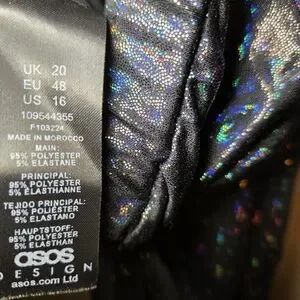 UK 20
EU 48
US 16
109544355
F103224
MADE IN MOROCCO
MAIN:
95% POLYESTER
5% ELASTANE
PRINCIPAL:
95% POLYESTER
5% ÉLASTHANNE
TEJIDO PRINCIPAL:
95% POLIÉSTER
5% ELASTANO
HAUPTSTOFF:
95% POLYESTER
5% ELASTHAN
asos
DESIGN
asos.com Ltd